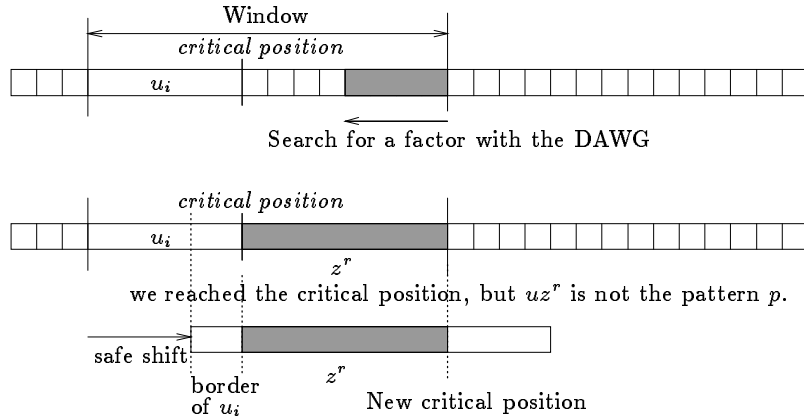 Window
critical position
u_i
Search for a factor with the DAWG
critical position
u_i
z^r
we reached the critical position, but uz^r is not the pattern p.
safe shift
z^r
border
of u_i
New critical position